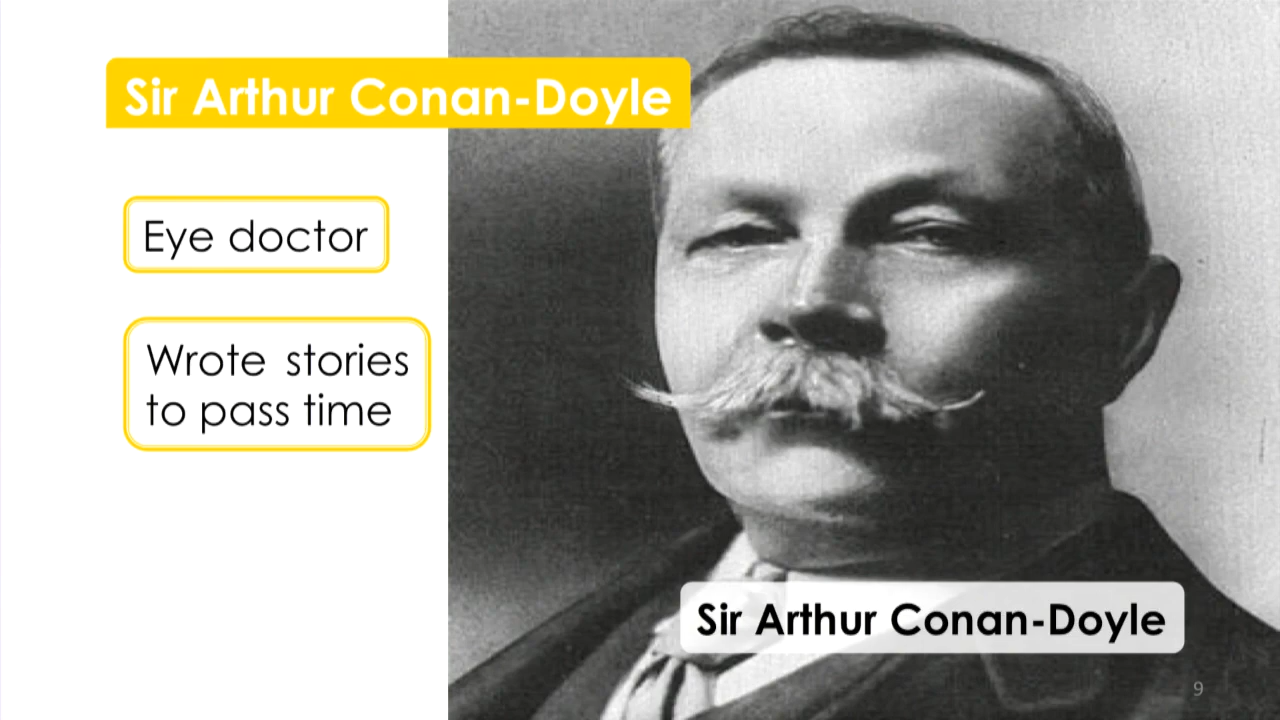 Sir Arthur Conan-Doyle
Eye doctor
Wrote stories
to pass time
Sir Arthur Conan-Doyle
9